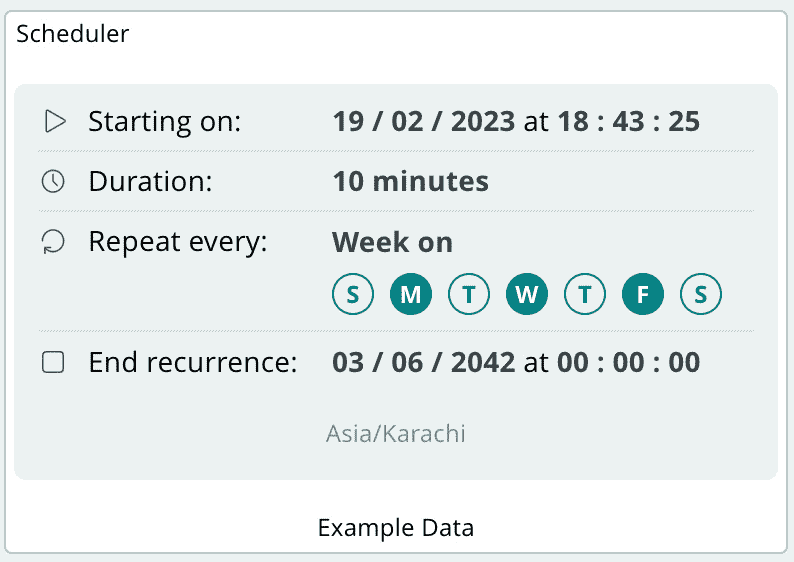 Scheduler
Starting on: 19 / 02 / 2023 at 18 : 43 : 25
Duration: 10 minutes
Repeat every: Week on
S M T W T F S
End recurrence: 03 / 06 / 2042 at 00 : 00 : 00
Asia/Karachi
Example Data